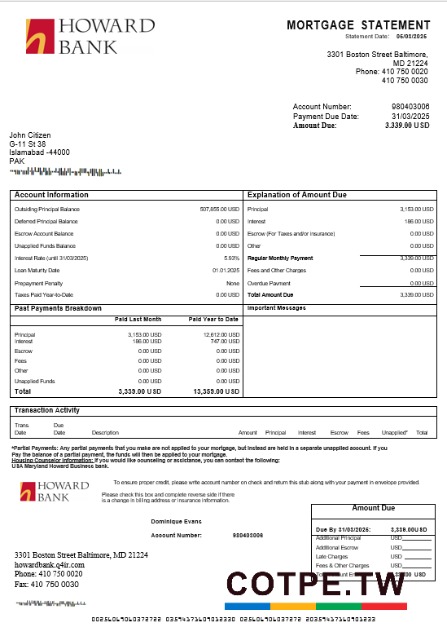 HOWARD
BANK
MORTGAGE STATEMENT
Statement Date: 05/03/2025
3301 Boston Street Baltimore,
MD 21224
Phone: 410 750 0020
410 750 0030
Account Number: 980403006
Payment Due Date: 31/03/2025
Amount Due: 3,339.00 USD
John Citizen
G-11 St 38
Islamabad -44000
PAK
Account Information
Outsiding Principal Balance 507,855.00 USD
Deferred Principal Balance 0.00 USD
Escrow Account Balance 0.00 USD
Unapplied Funds Balance 0.00 USD
Interest Rate (until 31/03/2025) 5.93%
Loan Maturity Date 01.01.2025
Prepayment Penalty None
Taxes Paid Year-to-Date 0.00 USD
Explanation of Amount Due
Principal 3,153.00 USD
Interest 186.00 USD
Escrow (For Taxes and/or Insurance) 0.00 USD
Other 0.00 USD
Regular Monthly Payment 3,339.00 USD
Fees and Other Charges 0.00 USD
Overdue Payment 0.00 USD
Total Amount Due 3,339.00 USD
Past Payments Breakdown
Paid Last Month Paid Year to Date
Principal 3,153.00 USD 12,612.00 USD
Interest 186.00 USD 747.00 USD
Escrow 0.00 USD 0.00 USD
Fees 0.00 USD 0.00 USD
Other 0.00 USD 0.00 USD
Unapplied Funds 0.00 USD 0.00 USD
Total 3,339.00 USD 13,359.00 USD
Important Messages
Transaction Activity
Trans. Date Due Date Description Amount Principal Interest Escrow Fees Unapplied* Total
*Partial Payments: Any partial payments that you make are not applied to your mortgage, but instead are held in a separate unapplied account. If you
Pay the balance of a partial payment, the funds will then be applied to your mortgage.
Housing Counselor Information: If you would like counseling or assistance, you can contact the following:
USA Maryland Howard Business bank.
HOWARD
BANK
To ensure proper credit, please write account number on check and return this stub along with your payment in envelope provided.
Please check this box and complete reverse side if there
is a change in billing address or insurance information.
Dominique Evans
Account Number: 980403006
Amount Due
Due By 31/03/2025: 3,339.00USD
Additional Principal USD
Additional Escrow USD
Late Charges USD
Fees & Other Charges USD
3301 Boston Street Baltimore, MD 21224
howardbank.q4ir.com
Phone: 410 750 0020
Fax: 410 750 0030
COTPE.TW